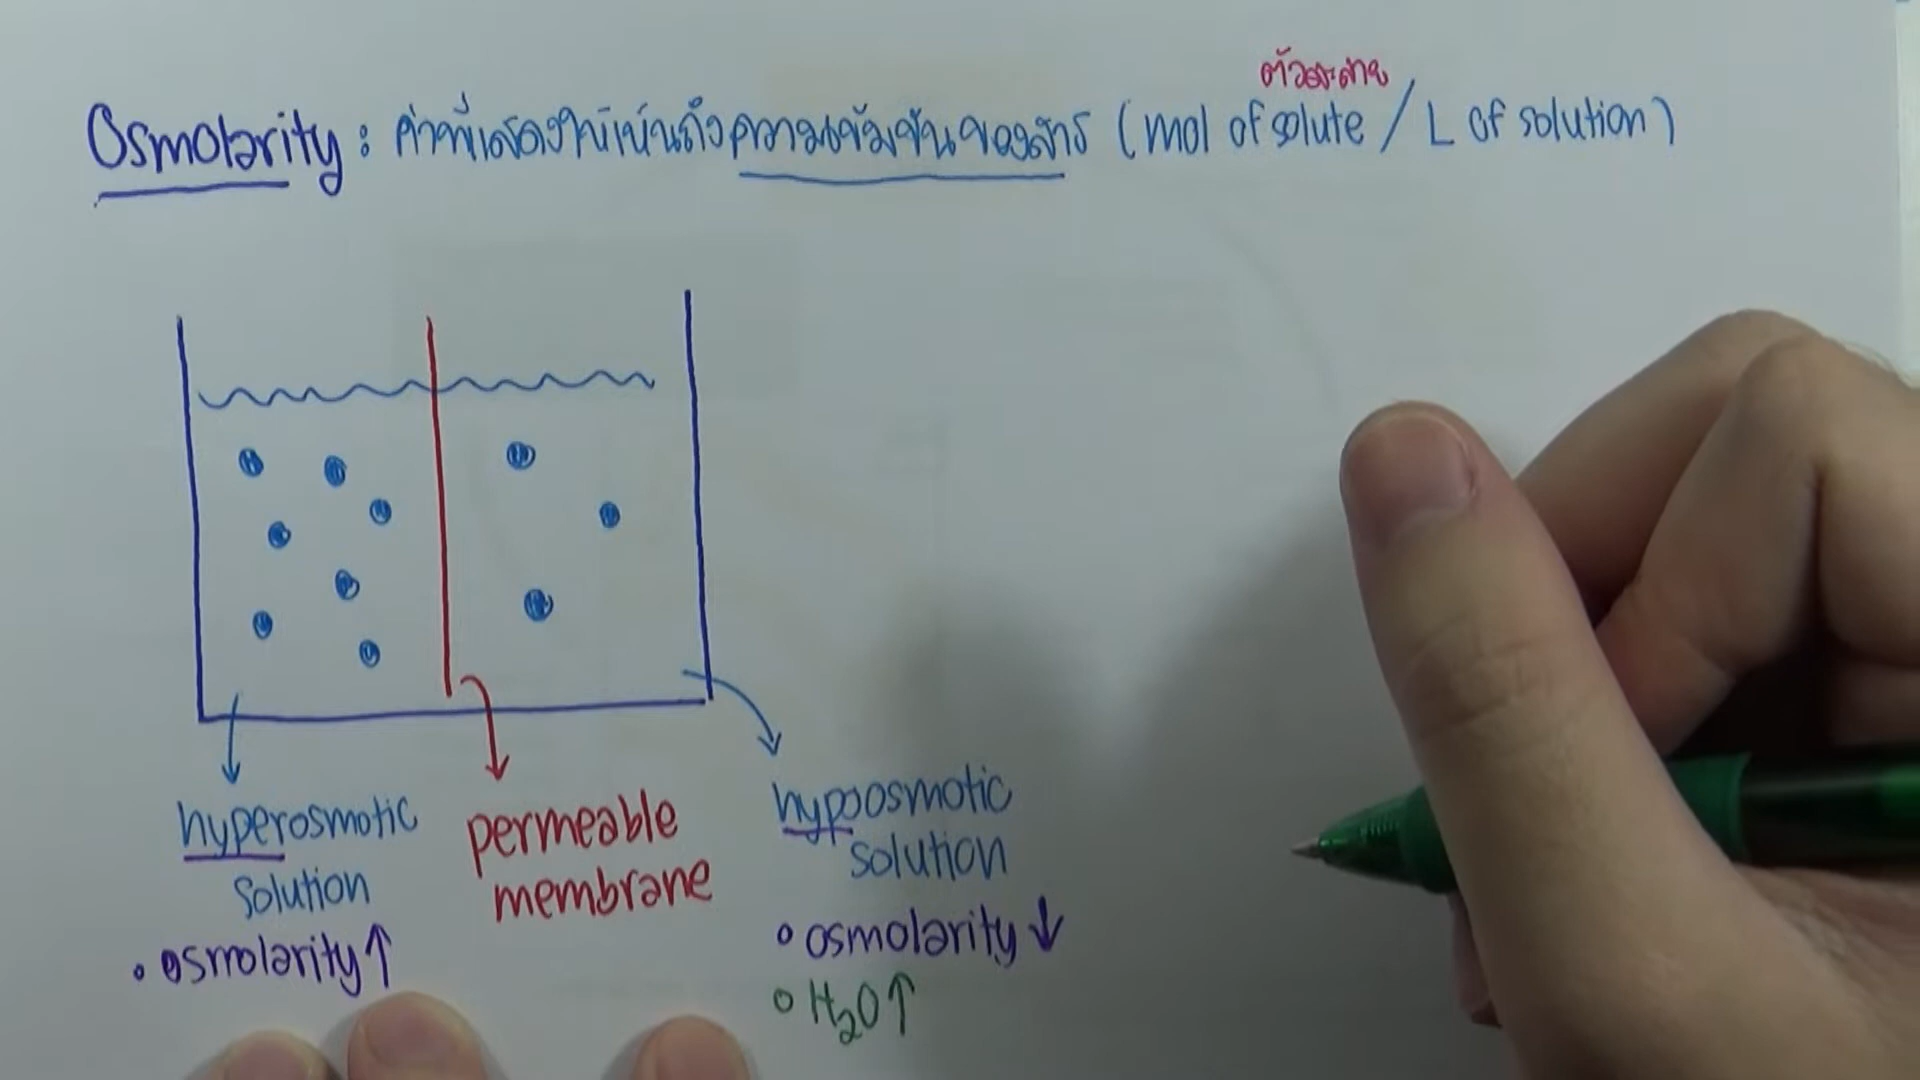 ตัวละลาย
Osmolarity : ค่าที่แสดงให้เห็นถึงความเข้มข้นของสาร (mol of solute / L of solution)
hyperosmotic
solution
• osmolarity ↑
permeable
membrane
hypoosmotic
solution
• osmolarity ↓
• H₂O ↑